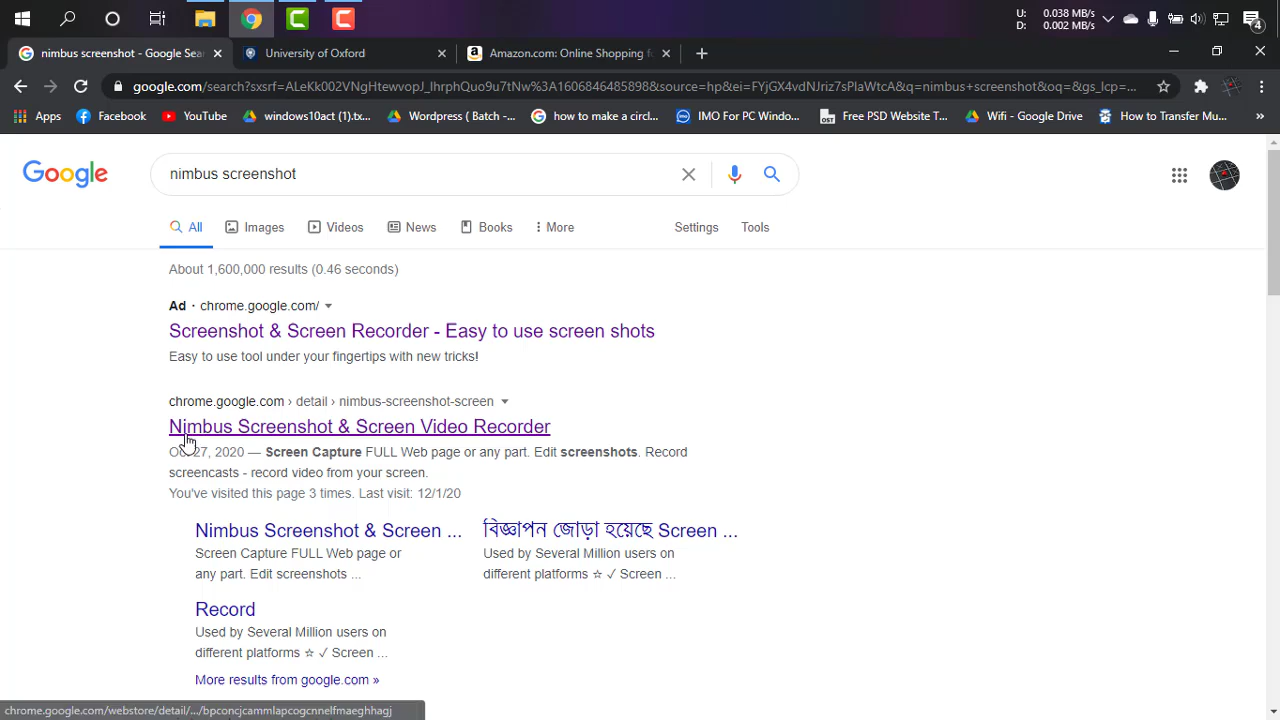 U: 0.038 MB/s
D: 0.002 MB/s
4
nimbus screenshot - Google Sea
University of Oxford
Amazon.com: Online Shopping f
google.com/search?sxsrf=ALeKk002VNgHtewvopJ_IhrphQuo9u7tNw%3A1606846485898&source=hp&ei=FYjGX4vdNJriz7sPlaWtcA&q=nimbus+screenshot&oq=&gs_lcp=...
Apps
Facebook
YouTube
windows10act (1).tx...
Wordpress ( Batch -...
how to make a circl...
IMO For PC Windo...
Free PSD Website T...
Wifi - Google Drive
How to Transfer Mu...
»
Google
nimbus screenshot
All
Images
Videos
News
Books
More
Settings
Tools
About 1,600,000 results (0.46 seconds)
Ad · chrome.google.com/
Screenshot & Screen Recorder - Easy to use screen shots
Easy to use tool under your fingertips with new tricks!
chrome.google.com › detail › nimbus-screenshot-screen
Nimbus Screenshot & Screen Video Recorder
27, 2020 — Screen Capture FULL Web page or any part. Edit screenshots. Record
screencasts - record video from your screen.
You've visited this page 3 times. Last visit: 12/1/20
Nimbus Screenshot & Screen ...
Screen Capture FULL Web page or
any part. Edit screenshots ...
বিজ্ঞাপন জোড়া হয়েছে Screen ...
Used by Several Million users on
different platforms ☆ ✓ Screen ...
Record
Used by Several Million users on
different platforms ☆ ✓ Screen ...
More results from google.com »
chrome.google.com/webstore/detail/.../bpconcjcammlapcogcnnelfmaeghhagj